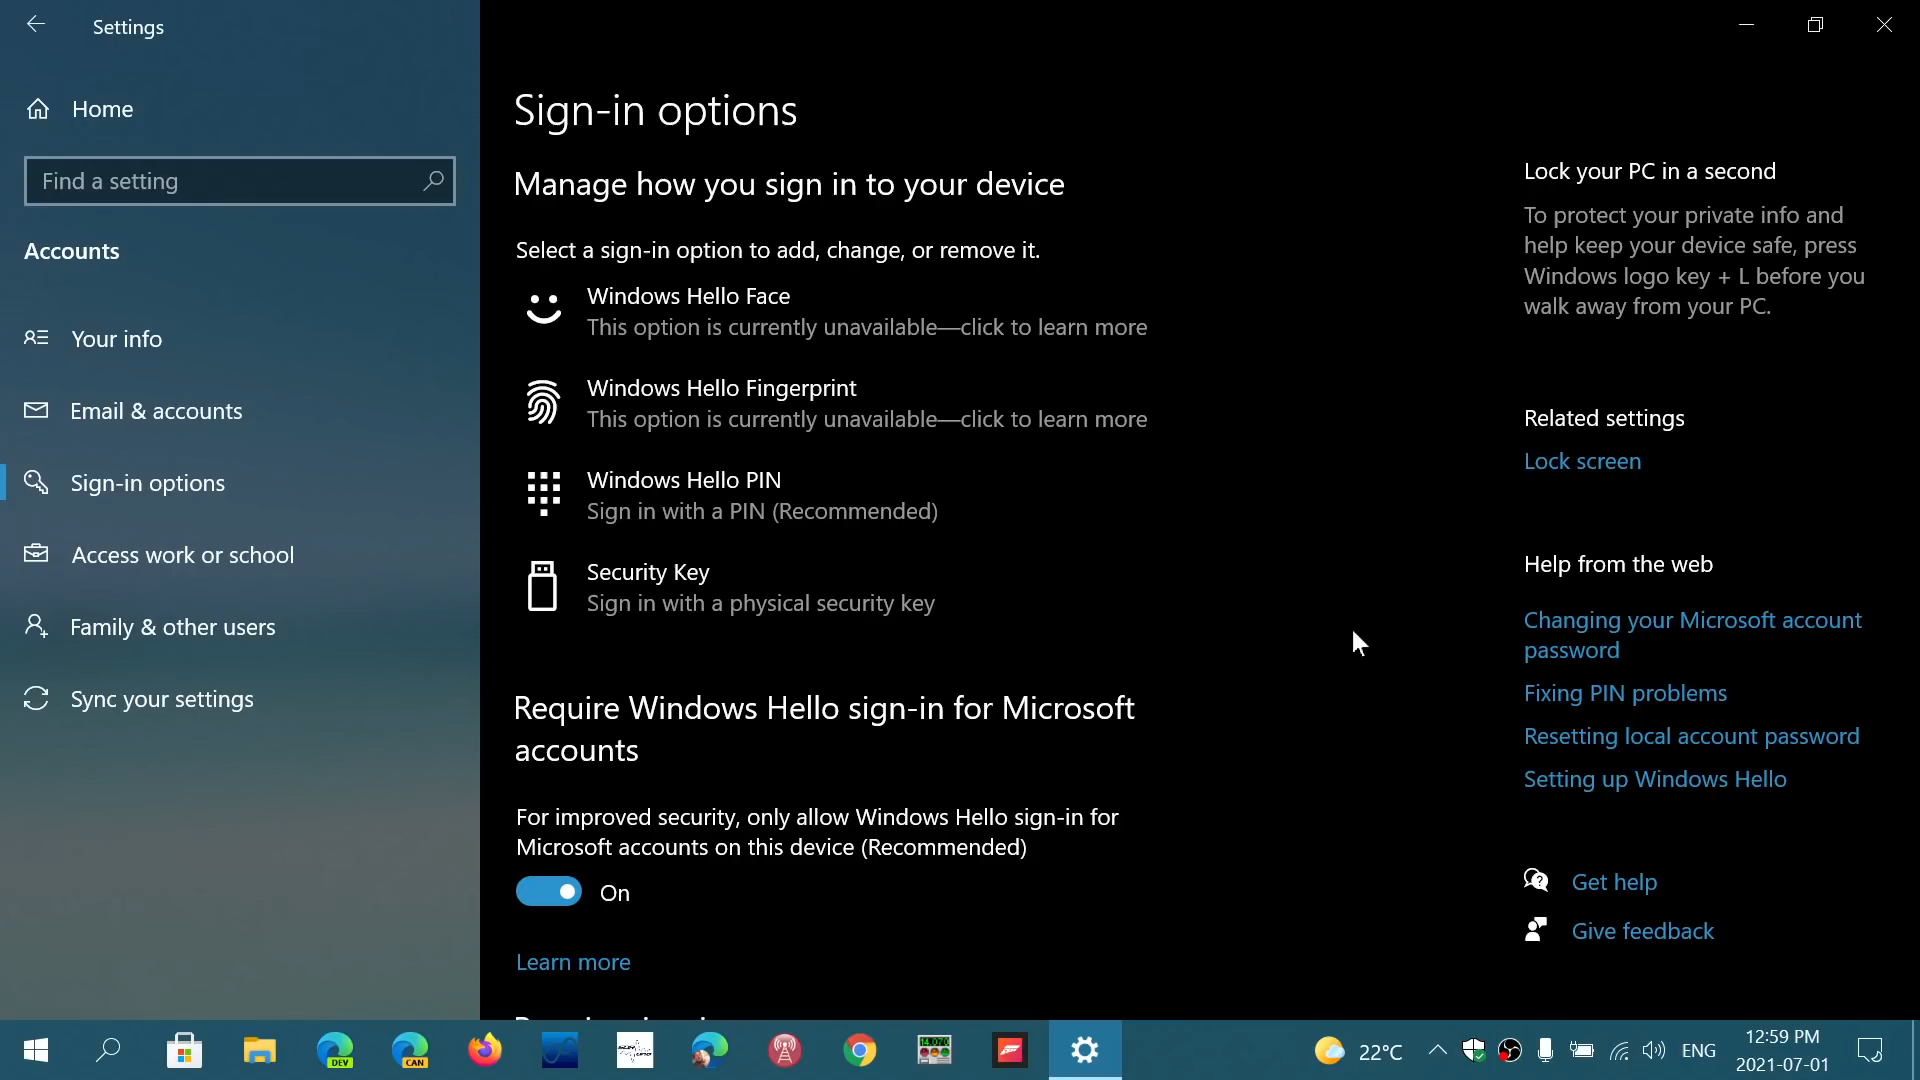 Settings
Home
Find a setting
Accounts
Your info
Email & accounts
Sign-in options
Access work or school
Family & other users
Sync your settings
Sign-in options
Manage how you sign in to your device
Select a sign-in option to add, change, or remove it.
Windows Hello Face
This option is currently unavailable—click to learn more
Windows Hello Fingerprint
This option is currently unavailable—click to learn more
Windows Hello PIN
Sign in with a PIN (Recommended)
Security Key
Sign in with a physical security key
Require Windows Hello sign-in for Microsoft
accounts
For improved security, only allow Windows Hello sign-in for
Microsoft accounts on this device (Recommended)
On
Learn more
Lock your PC in a second
To protect your private info and
help keep your device safe, press
Windows logo key + L before you
walk away from your PC.
Related settings
Lock screen
Help from the web
Changing your Microsoft account
password
Fixing PIN problems
Resetting local account password
Setting up Windows Hello
Get help
Give feedback
DEV
CAN
22°C
ENG
12:59 PM
2021-07-01